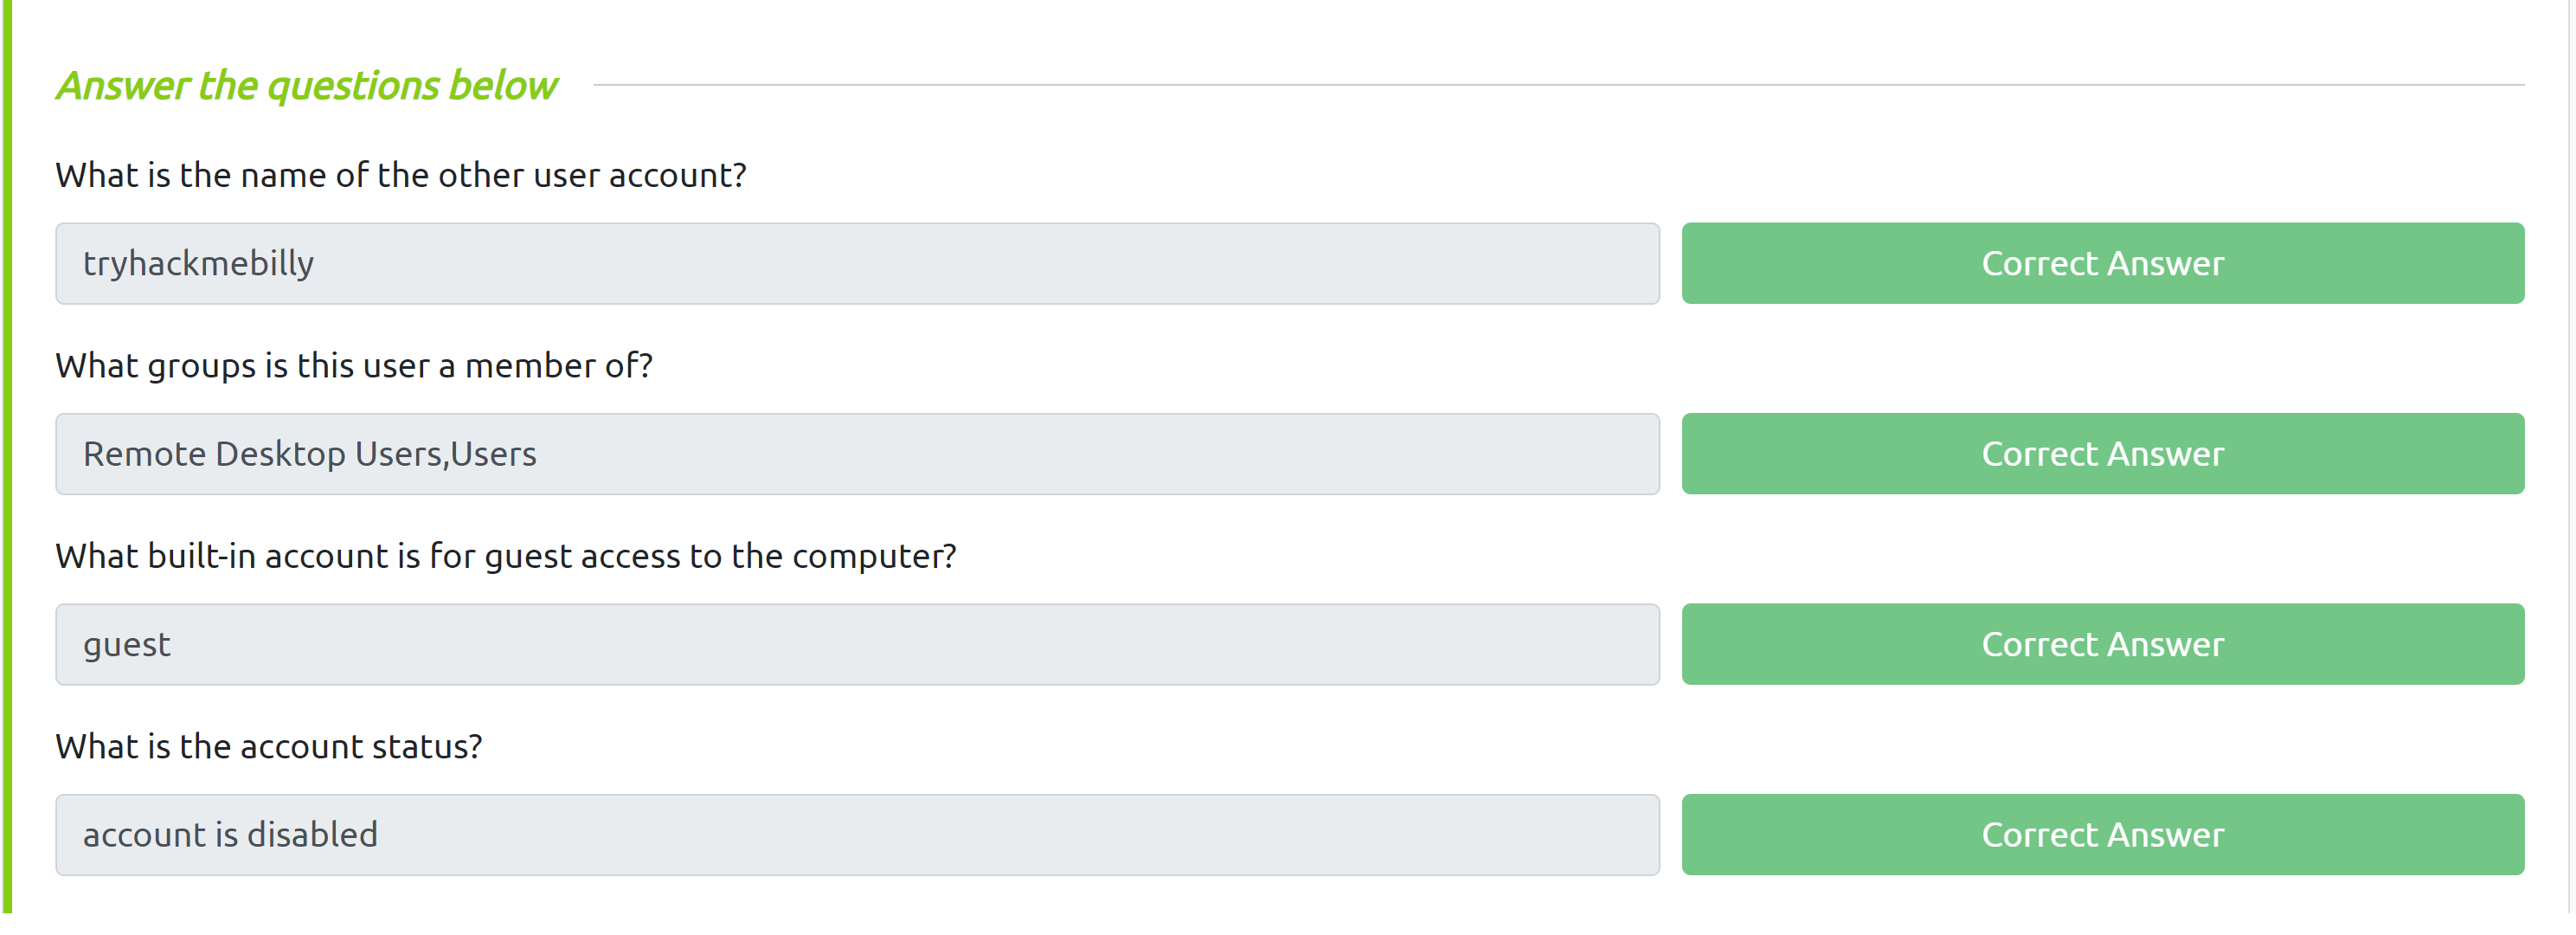 Answer the questions below
What is the name of the other user account?
tryhackmebilly
Correct Answer
What groups is this user a member of?
Remote Desktop Users,Users
Correct Answer
What built-in account is for guest access to the computer?
guest
Correct Answer
What is the account status?
account is disabled
Correct Answer